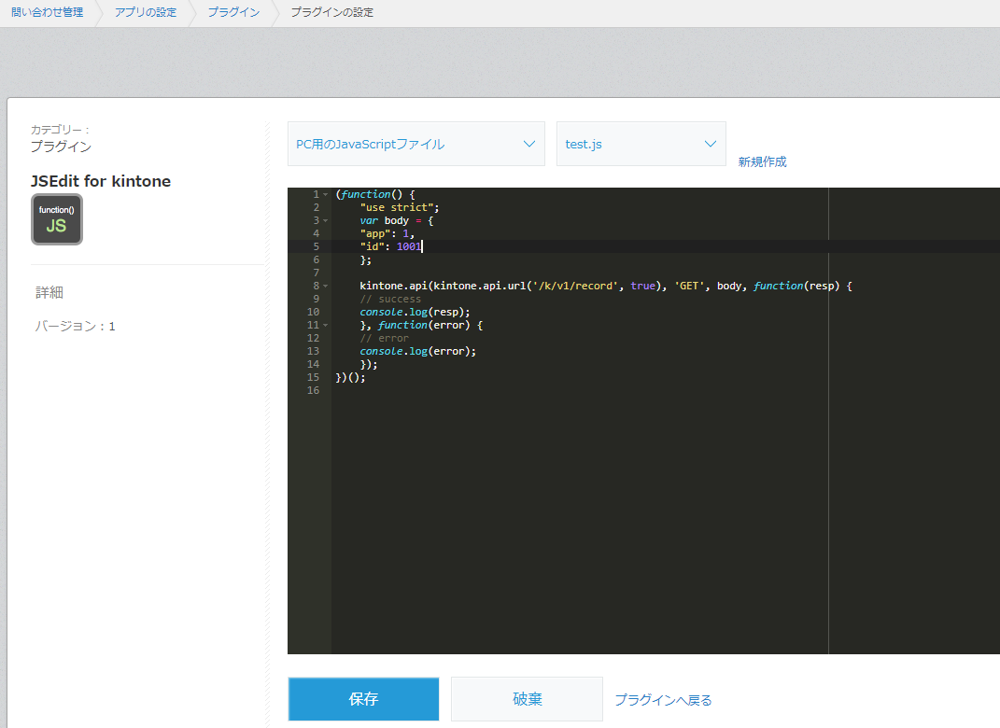 問い合わせ管理 アプリの設定 プラグイン プラグインの設定
カテゴリー：
プラグイン
JSEdit for kintone
function()
JS
詳細
バージョン：1
PC用のJavaScriptファイル test.js 新規作成
1 (function() {
2 "use strict";
3 var body = {
4 "app": 1,
5 "id": 1001
6 };
7
8 kintone.api(kintone.api.url('/k/v1/record', true), 'GET', body, function(resp) {
9 // success
10 console.log(resp);
11 }, function(error) {
12 // error
13 console.log(error);
14 });
15 })();
16
保存 破棄 プラグインへ戻る